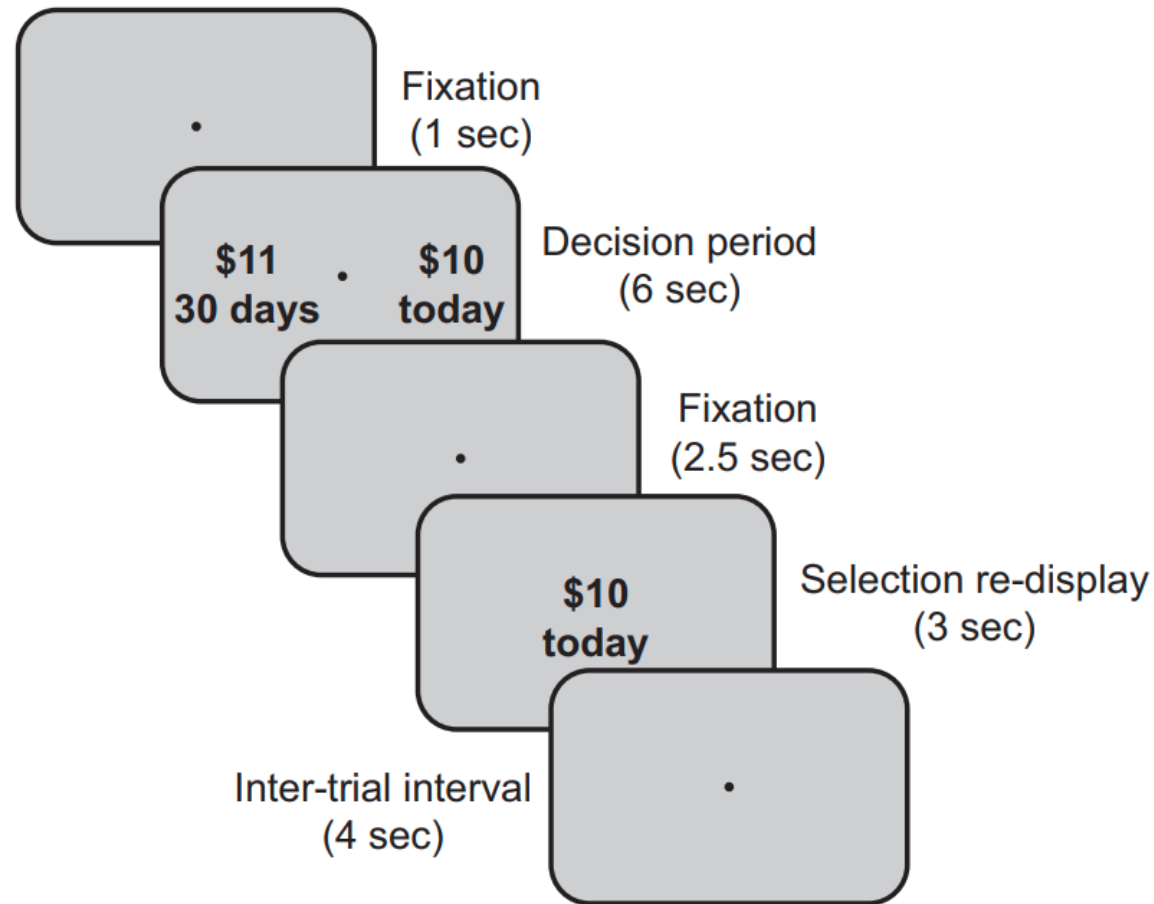 Fixation
(1 sec)
$11
30 days
$10
today
Decision period
(6 sec)
Fixation
(2.5 sec)
$10
today
Selection re-display
(3 sec)
Inter-trial interval
(4 sec)